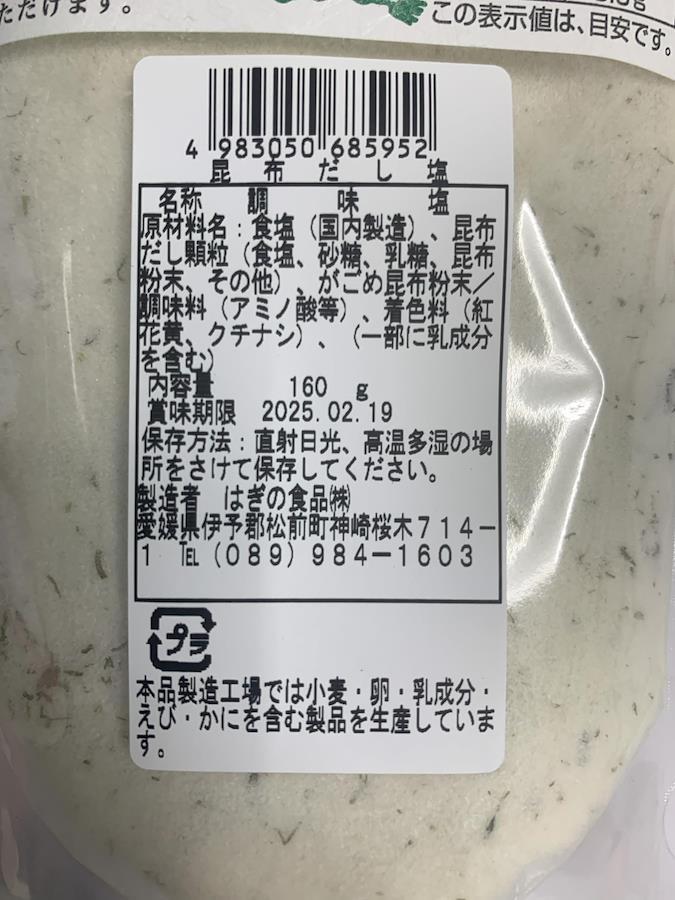 ただけます。
この表示値は、目安です。
4 983050 685952
昆布だし塩
名称 調味塩
原材料名：食塩（国内製造）、昆布
だし顆粒（食塩、砂糖、乳糖、昆布
粉末、その他）、がごめ昆布粉末／
調味料（アミノ酸等）、着色料（紅
花黄、クチナシ）、（一部に乳成分
を含む）
内容量 160 g
賞味期限 2025.02.19
保存方法：直射日光、高温多湿の場
所をさけて保存してください。
製造者 はぎの食品㈱
愛媛県伊予郡松前町神崎桜木７１４－
１ ℡（０８９）９８４－１６０３
プラ
本品製造工場では小麦・卵・乳成分・
えび・かにを含む製品を生産していま
す。